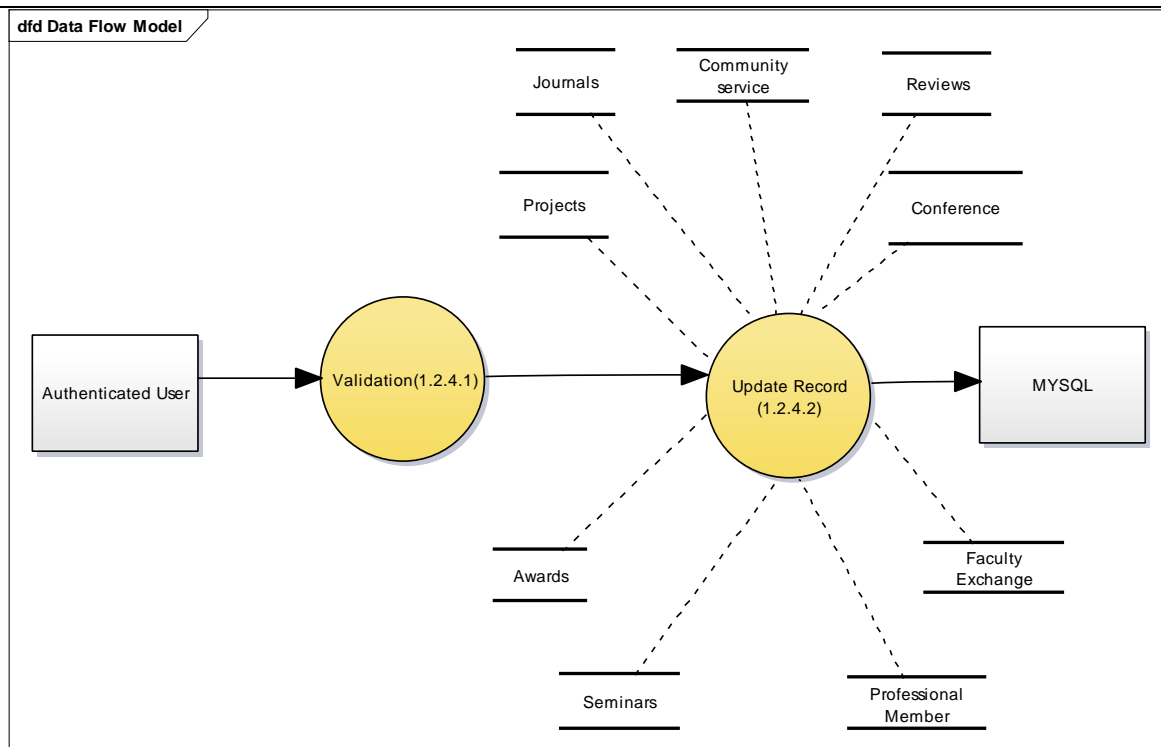 dfd Data Flow Model
Journals
Community
service
Reviews
Projects
Conference
Authenticated User
Validation(1.2.4.1)
Update Record
(1.2.4.2)
MYSQL
Awards
Faculty
Exchange
Seminars
Professional
Member